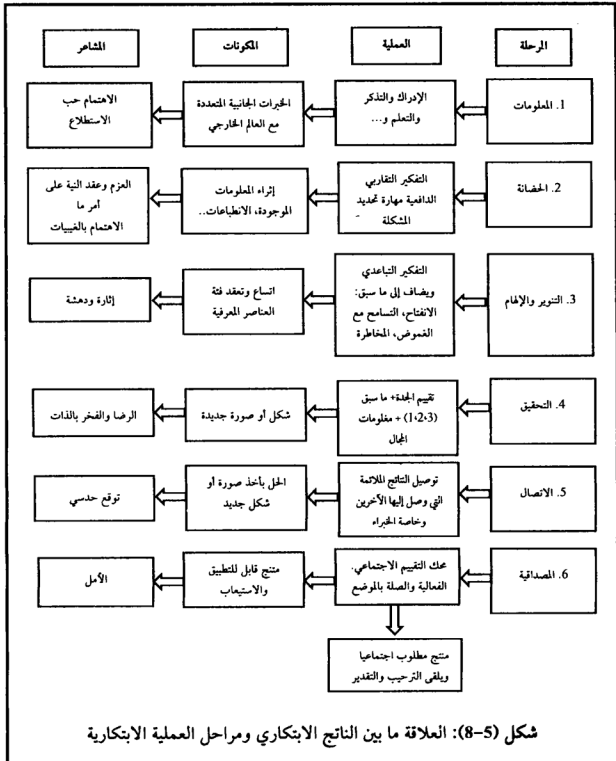 المرحلة
العملية
المكونات
المشاعر
1. المعلومات
الإدراك والتذكر
والتعلم و...
الخبرات الجانبية المتعددة
مع العالم الخارجي
الاهتمام حب
الاستطلاع
2. الحضانة
التفكير التقاربي
الدافعية مهارة تحديد
المشكلة
إثراء المعلومات
الموجودة، الانطباعات..
العزم وعقد النية على
أمر ما
الاهتمام بالغيبيات
3. التنوير والإلهام
التفكير التباعدي
ويضاف إلى ما سبق:
الانفتاح، التسامح مع
الغموض، المخاطرة
اتساع وتعقد فئة
العناصر المعرفية
إثارة ودهشة
4. التحقيق
تقييم الجدة+ ما سبق
(1،2،3) + معلومات
المجال
شكل أو صورة جديدة
الرضا والفخر بالذات
5. الاتصال
توصيل النتائج الملائمة
التي وصل إليها الآخرين
وخاصة الخبراء
الحل يأخذ صورة أو
شكل جديد
توقع حدسي
6. المصداقية
محك التقييم الاجتماعي.
الفعالية والصلة بالموضع
منتج قابل للتطبيق
والاستيعاب
الأمل
منتج مطلوب اجتماعيا
ويلقى الترحيب والتقدير
شكل (5–8): العلاقة ما بين الناتج الابتكاري ومراحل العملية الابتكارية